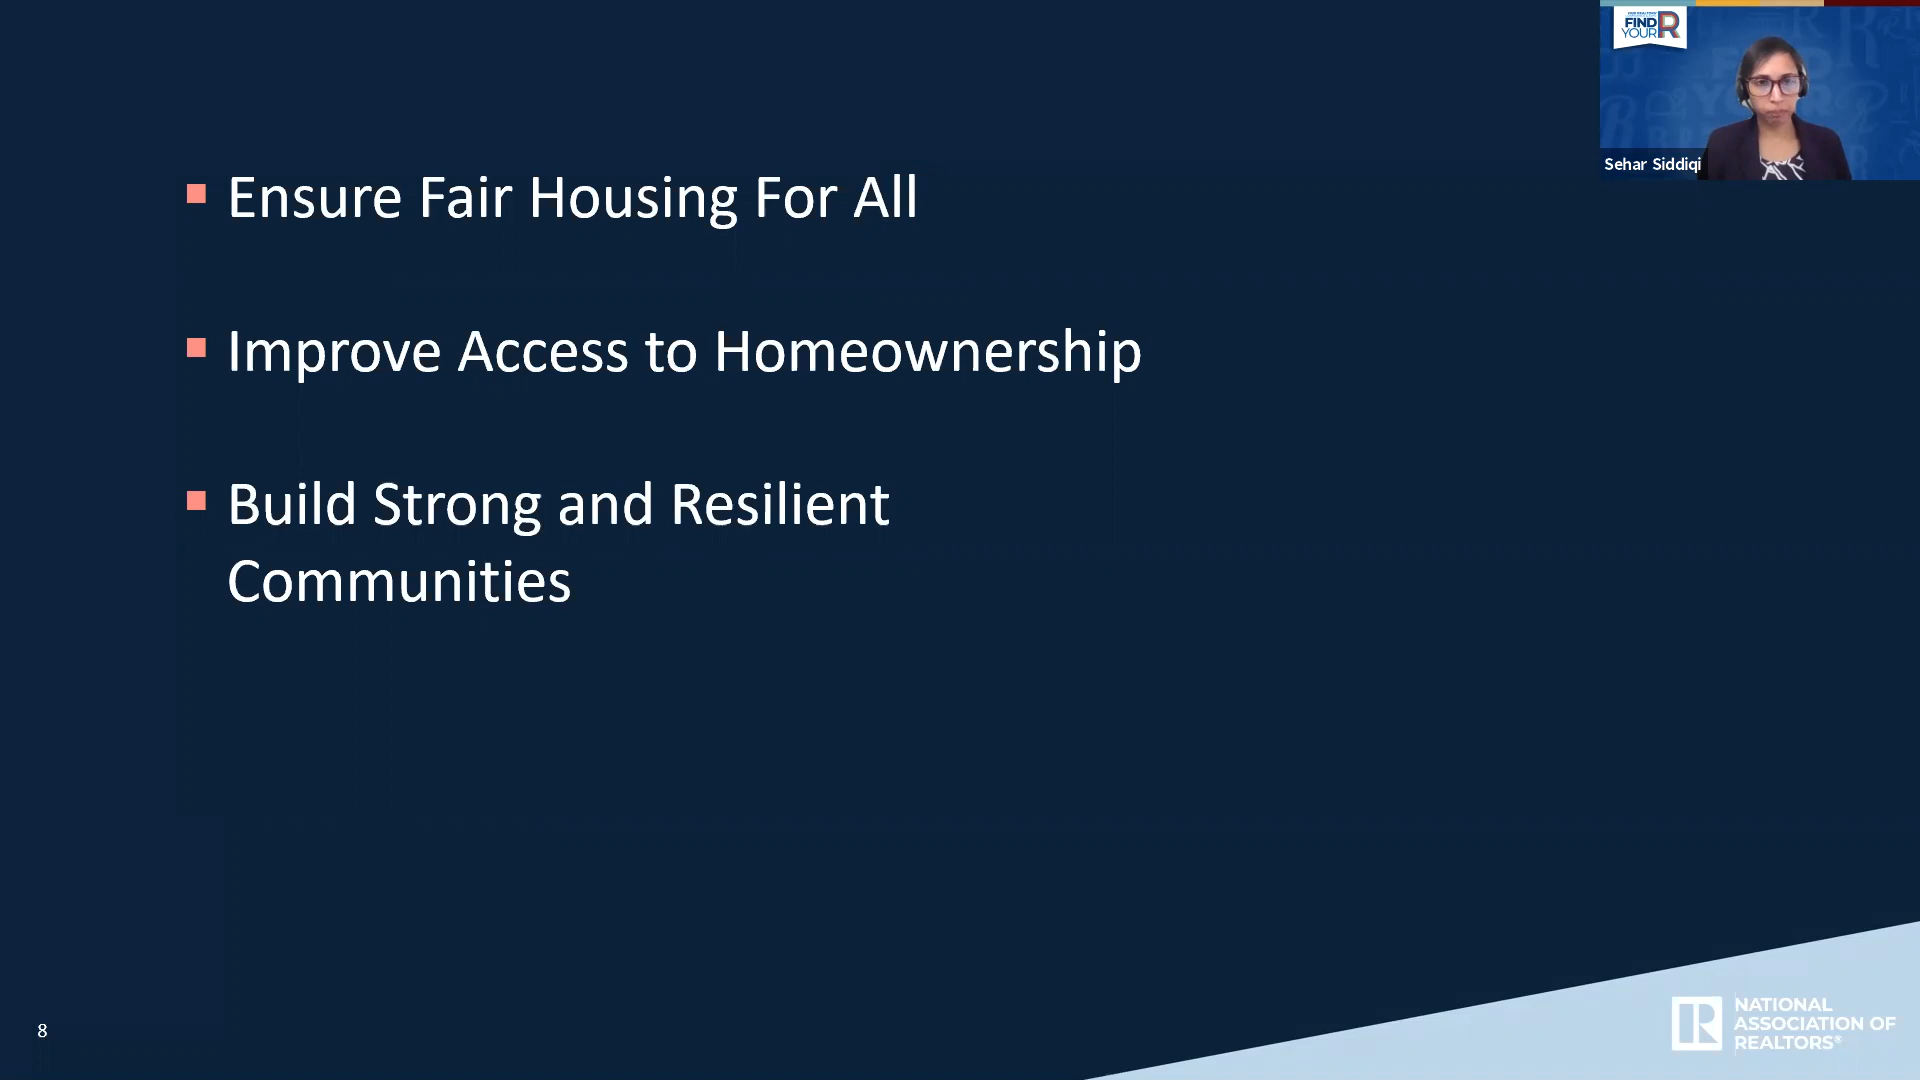 FIND
YOUR R
Sehar Siddiqi
Ensure Fair Housing For All
Improve Access to Homeownership
Build Strong and Resilient
Communities
8
NATIONAL
ASSOCIATION OF
REALTORS®